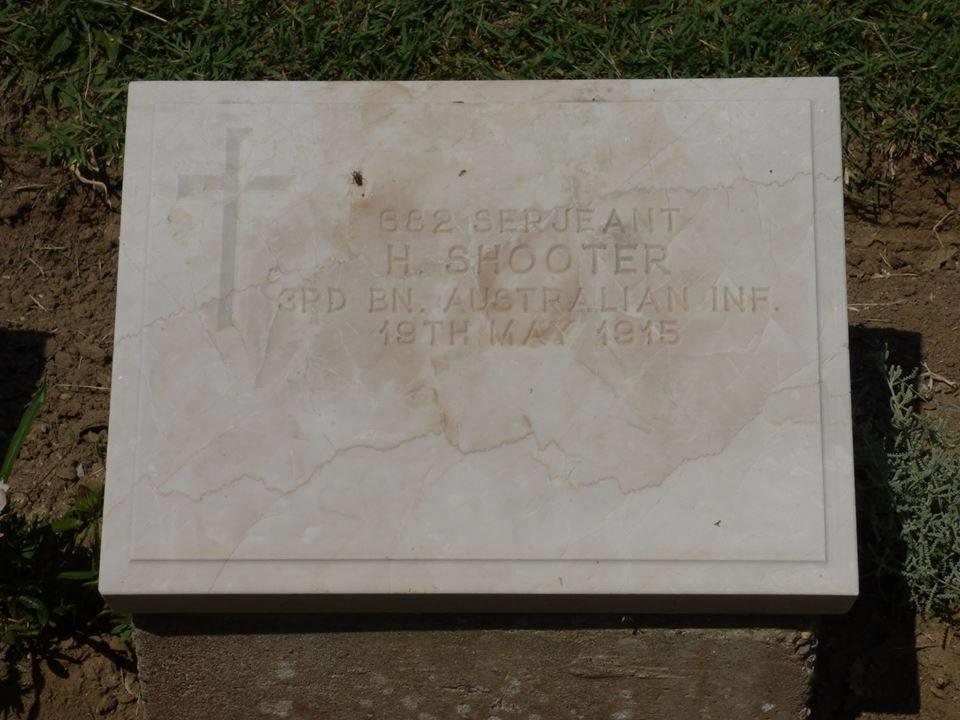 682 SERJEANT
H. SHOOTER
3RD BN. AUSTRALIAN INF.
19TH MAY 1915